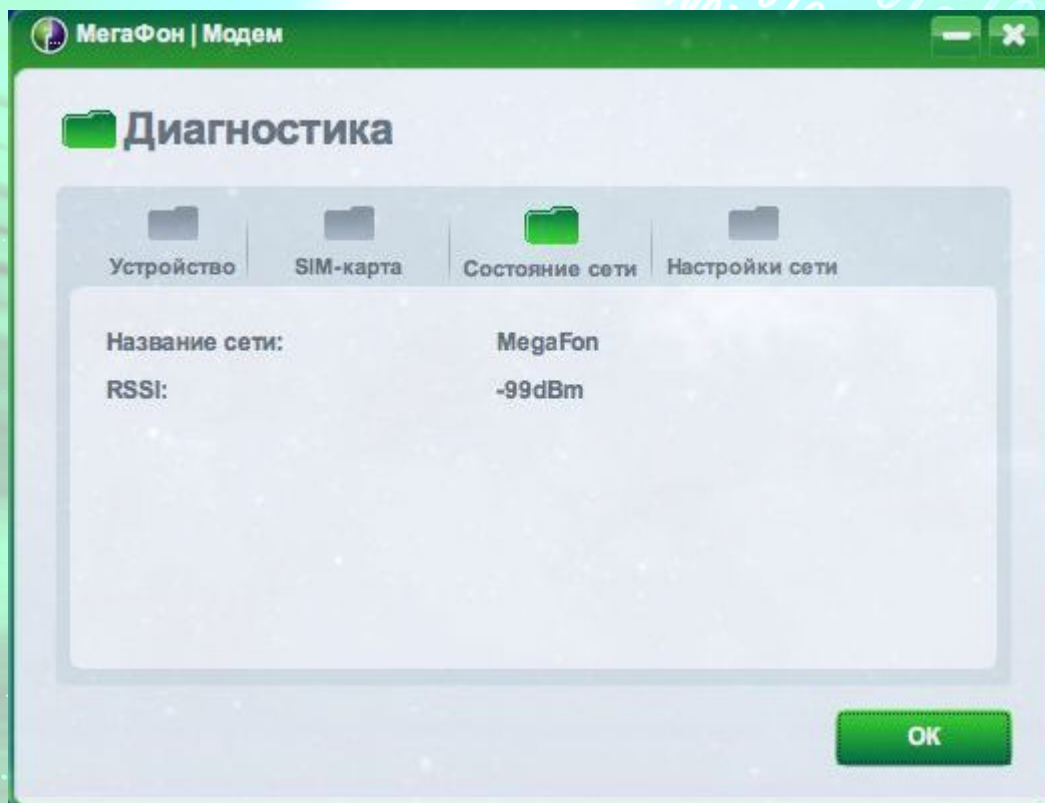 МегаФон | Модем
Диагностика
Устройство SIM-карта Состояние сети Настройки сети
Название сети: MegaFon
RSSI: -99dBm
OK